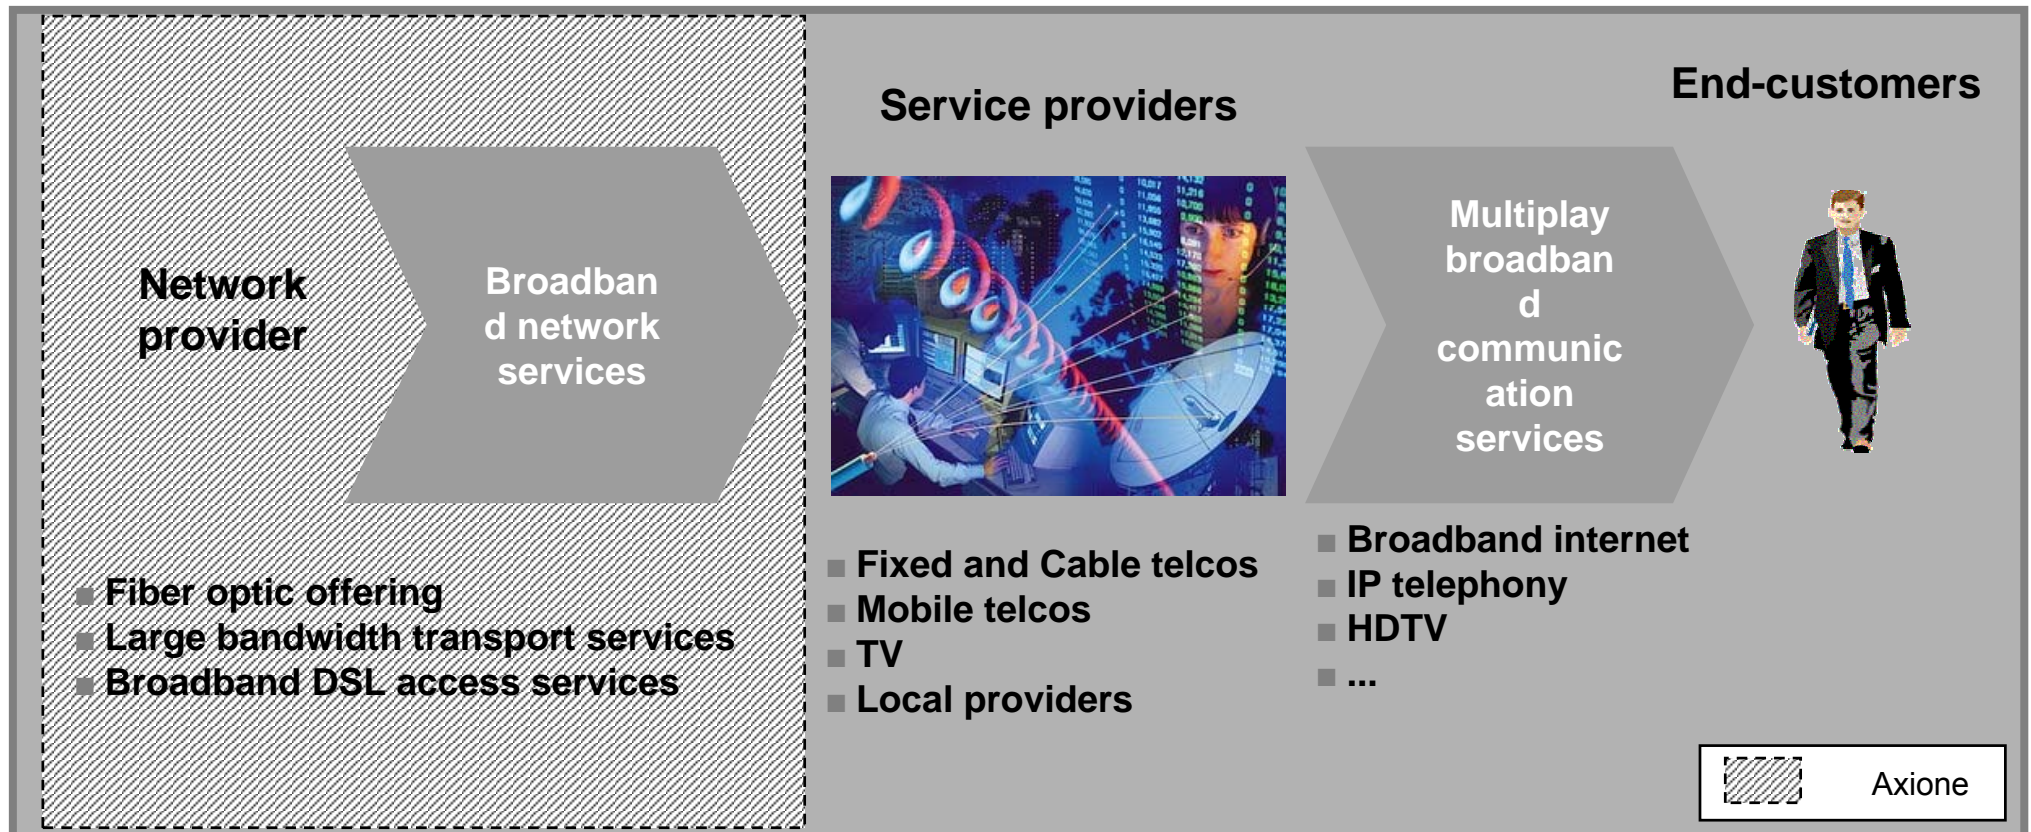 Network
provider
Broadban
d network
services
■ Fiber optic offering
■ Large bandwidth transport services
■ Broadband DSL access services
Service providers
■ Fixed and Cable telcos
■ Mobile telcos
■ TV
■ Local providers
Multiplay
broadban
d
communic
ation
services
■ Broadband internet
■ IP telephony
■ HDTV
■ ...
End-customers
Axione